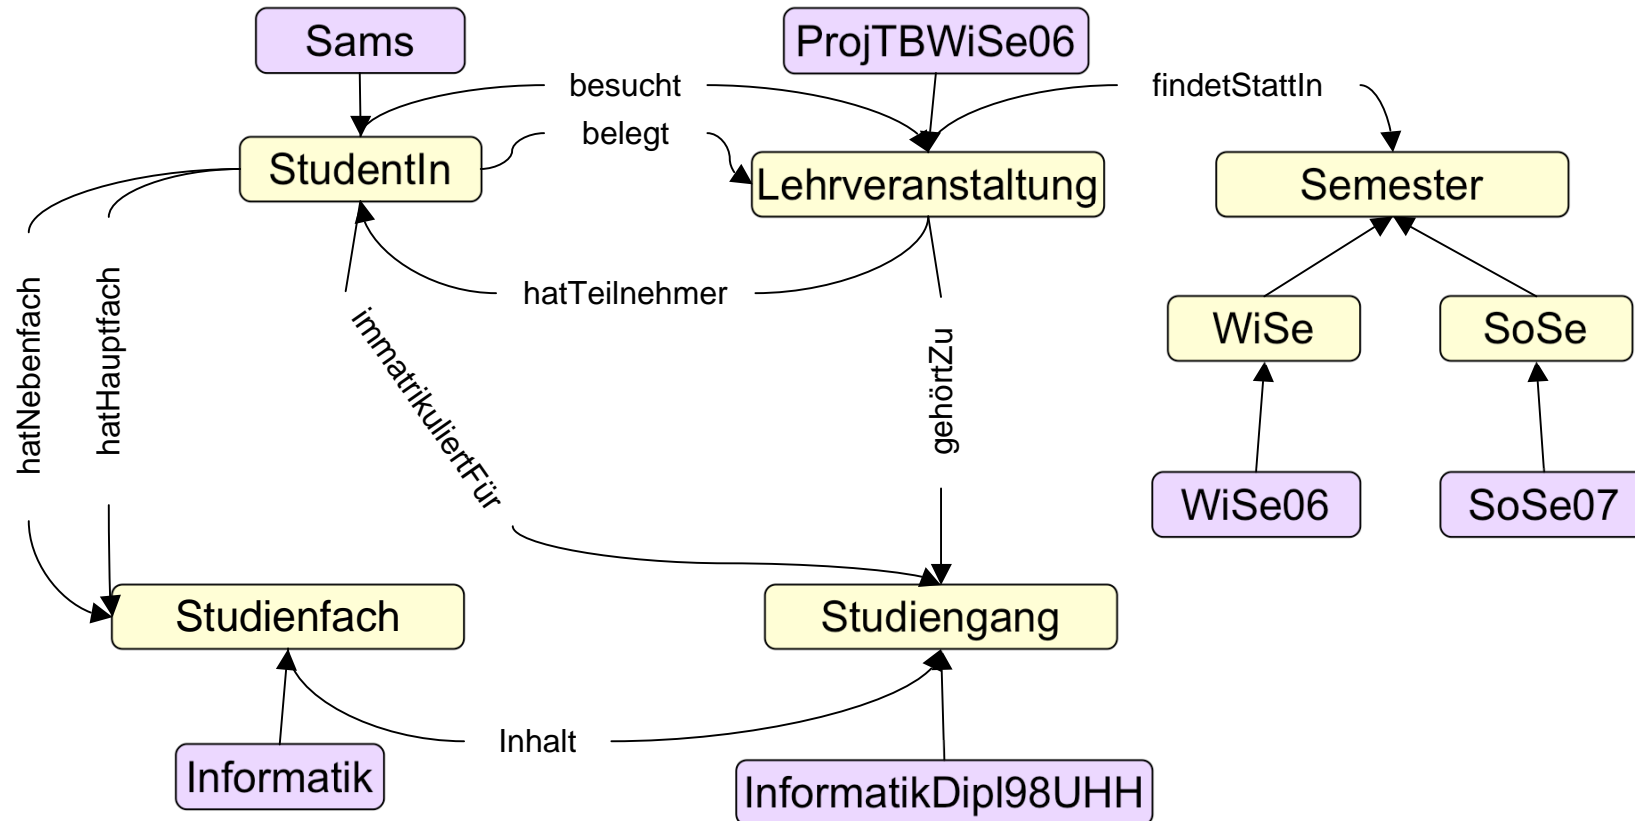 Sams
ProjTBWiSe06
besucht
findetStattIn
belegt
StudentIn
Lehrveranstaltung
Semester
hatNebenfach
hatHauptfach
hatTeilnehmer
immatrikuliertFür
gehörtZu
WiSe
SoSe
WiSe06
SoSe07
Studienfach
Studiengang
Inhalt
Informatik
InformatikDipl98UHH